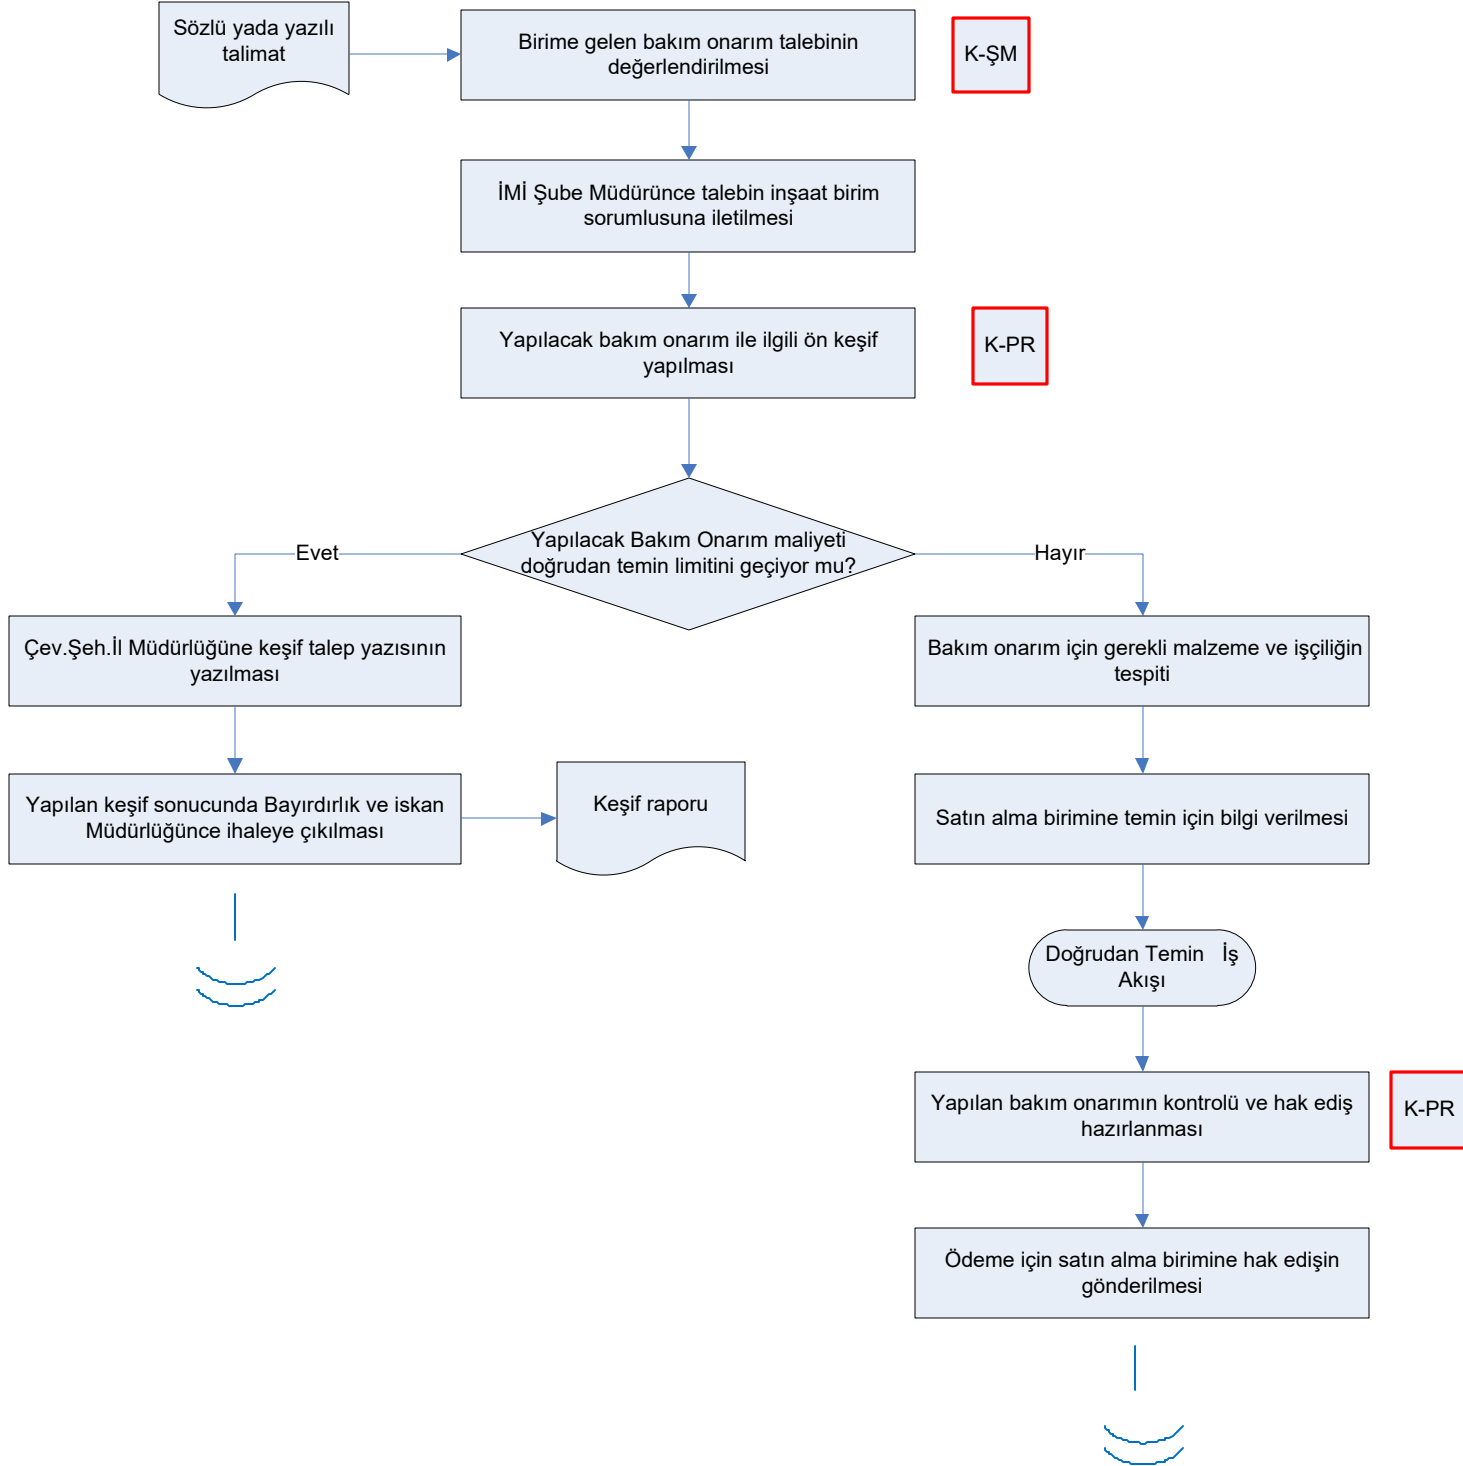 Sözlü yada yazılı
talimat
Birime gelen bakım onarım talebinin
değerlendirilmesi
K-ŞM
İMİ Şube Müdürünce talebin inşaat birim
sorumlusuna iletilmesi
Yapılacak bakım onarım ile ilgili ön keşif
yapılması
K-PR
Yapılacak Bakım Onarım maliyeti
doğrudan temin limitini geçiyor mu?
Evet
Hayır
Çev.Şeh.İl Müdürlüğüne keşif talep yazısının
yazılması
Bakım onarım için gerekli malzeme ve işçiliğin
tespiti
Yapılan keşif sonucunda Bayırdırlık ve iskan
Müdürlüğünce ihaleye çıkılması
Keşif raporu
Satın alma birimine temin için bilgi verilmesi
Doğrudan Temin İş
Akışı
Yapılan bakım onarımın kontrolü ve hak ediş
hazırlanması
K-PR
Ödeme için satın alma birimine hak edişin
gönderilmesi